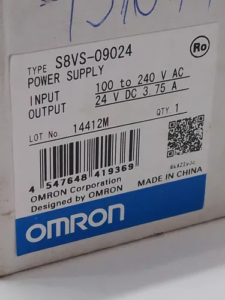 Ro
TYPE S8VS-09024
POWER SUPPLY
INPUT 100 to 240 V AC
OUTPUT 24 V DC 3.75 A
LOT No. 14412M QTY 1
4 547648 419369
OMRON Corporation
Designed by OMRON
MADE IN CHINA
OMRON